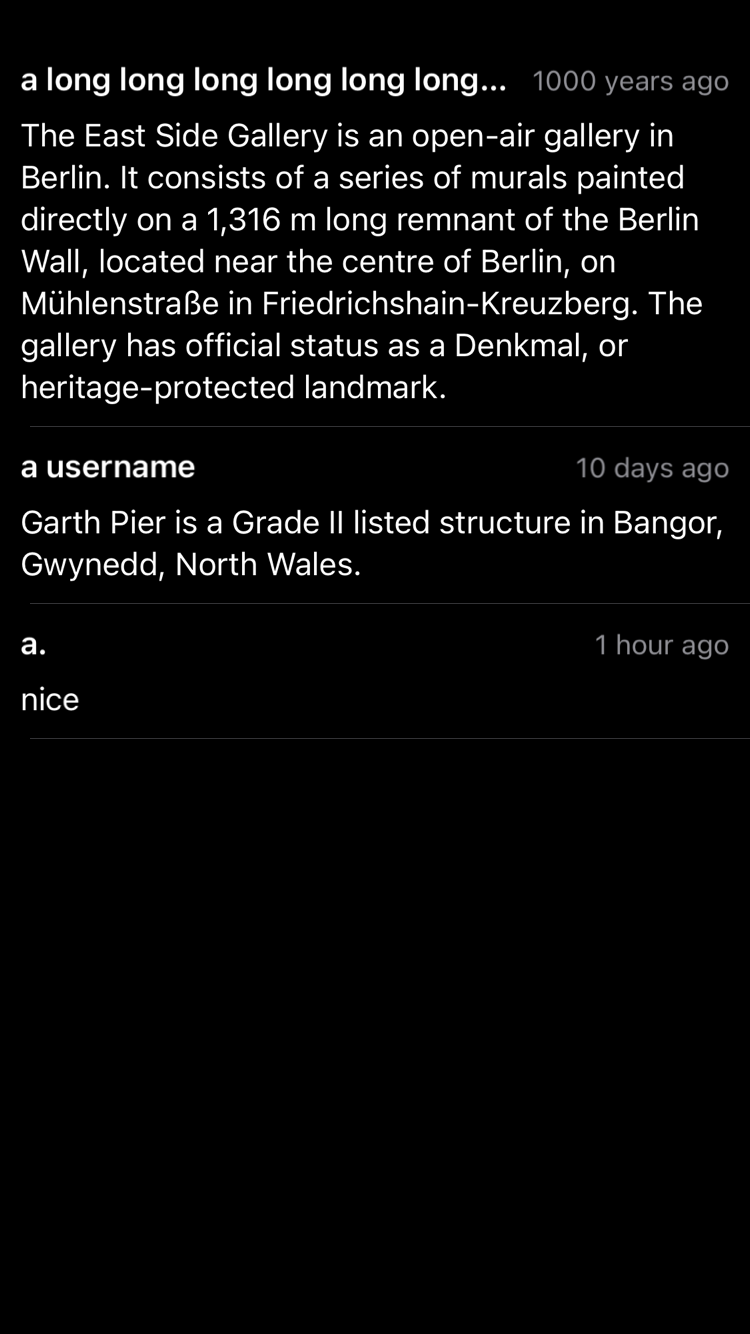 a long long long long long long... 1000 years ago
The East Side Gallery is an open-air gallery in
Berlin. It consists of a series of murals painted
directly on a 1,316 m long remnant of the Berlin
Wall, located near the centre of Berlin, on
Mühlenstraße in Friedrichshain-Kreuzberg. The
gallery has official status as a Denkmal, or
heritage-protected landmark.
a username 10 days ago
Garth Pier is a Grade II listed structure in Bangor,
Gwynedd, North Wales.
a. 1 hour ago
nice